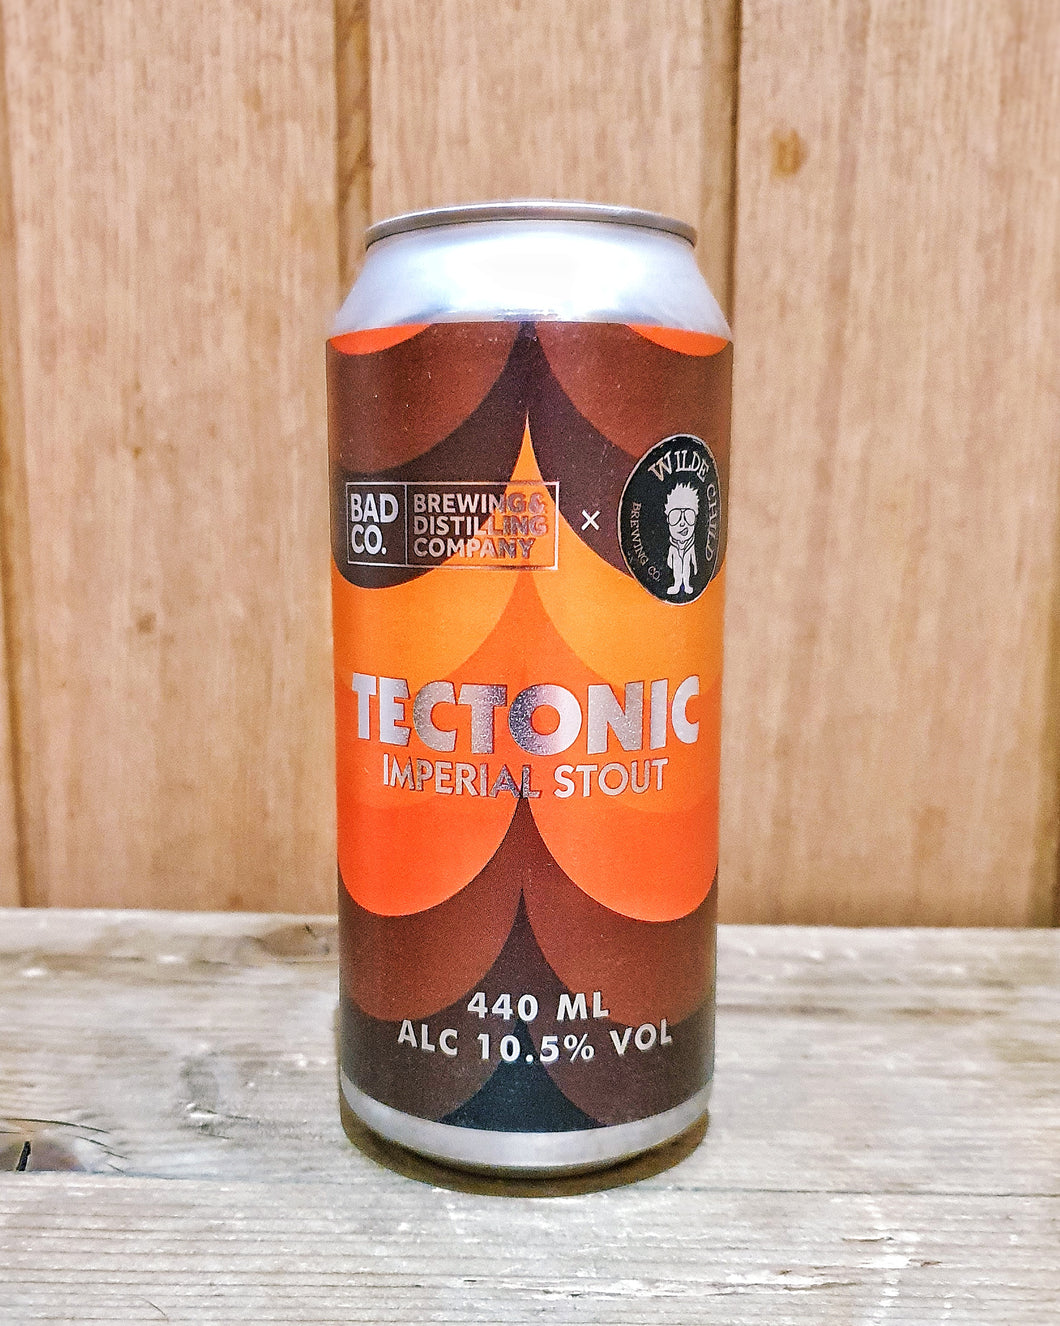 BAD
CO.
BREWING &
DISTILLING
COMPANY
×
WILDE CHILD
BREWING CO.
TECTONIC
IMPERIAL STOUT
440 ML
ALC 10.5% VOL